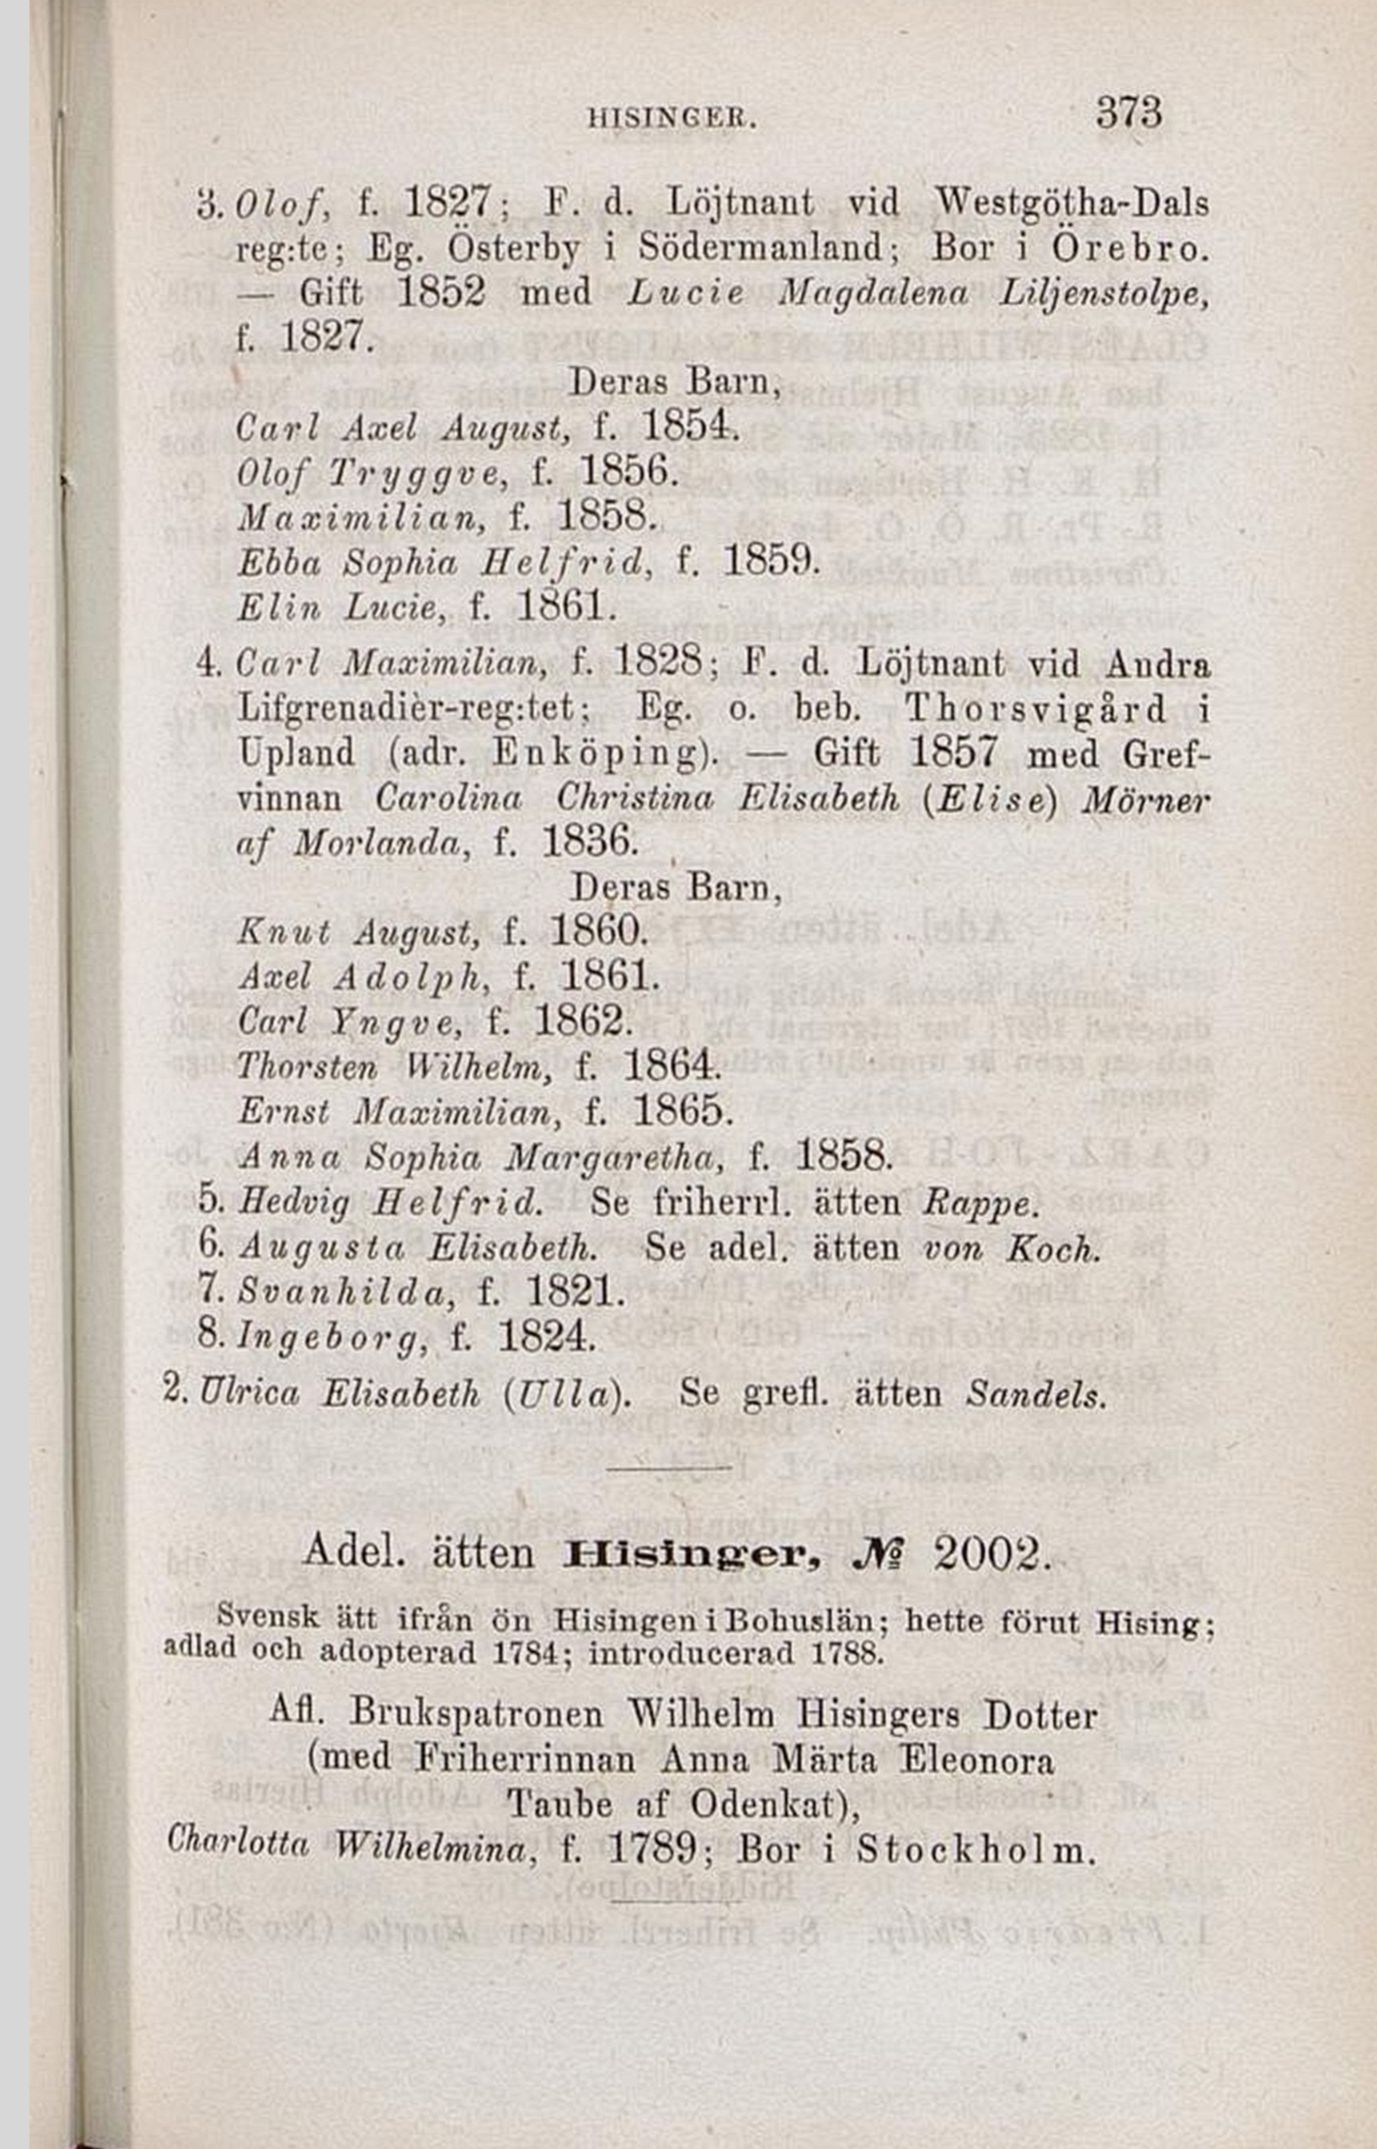 HISINGER. 373
3. Olof, f. 1827; F. d. Löjtnant vid Westgötha-Dals
reg:te; Eg. Österby i Södermanland; Bor i Örebro.
— Gift 1852 med Lucie Magdalena Liljenstolpe,
f. 1827.
Deras Barn,
Carl Axel August, f. 1854.
Olof Tryggve, f. 1856.
Maximilian, f. 1858.
Ebba Sophia Helfrid, f. 1859.
Elin Lucie, f. 1861.
4. Carl Maximilian, f. 1828; F. d. Löjtnant vid Andra
Lifgrenadièr-reg:tet; Eg. o. beb. Thorsvigård i
Upland (adr. Enköping). — Gift 1857 med Gref-
vinnan Carolina Christina Elisabeth (Elise) Mörner
af Morlanda, f. 1836.
Deras Barn,
Knut August, f. 1860.
Axel Adolph, f. 1861.
Carl Yngve, f. 1862.
Thorsten Wilhelm, f. 1864.
Ernst Maximilian, f. 1865.
Anna Sophia Margaretha, f. 1858.
5. Hedvig Helfrid. Se friherrl. ätten Rappe.
6. Augusta Elisabeth. Se adel. ätten von Koch.
7. Svanhilda, f. 1821.
8. Ingeborg, f. 1824.
2. Ulrica Elisabeth (Ulla). Se grefl. ätten Sandels.
Adel. ätten Hisinger, № 2002.
Svensk ätt ifrån ön Hisingen i Bohuslän; hette förut Hising;
adlad och adopterad 1784; introducerad 1788.
Afl. Brukspatronen Wilhelm Hisingers Dotter
(med Friherrinnan Anna Märta Eleonora
Taube af Odenkat),
Charlotta Wilhelmina, f. 1789; Bor i Stockholm.